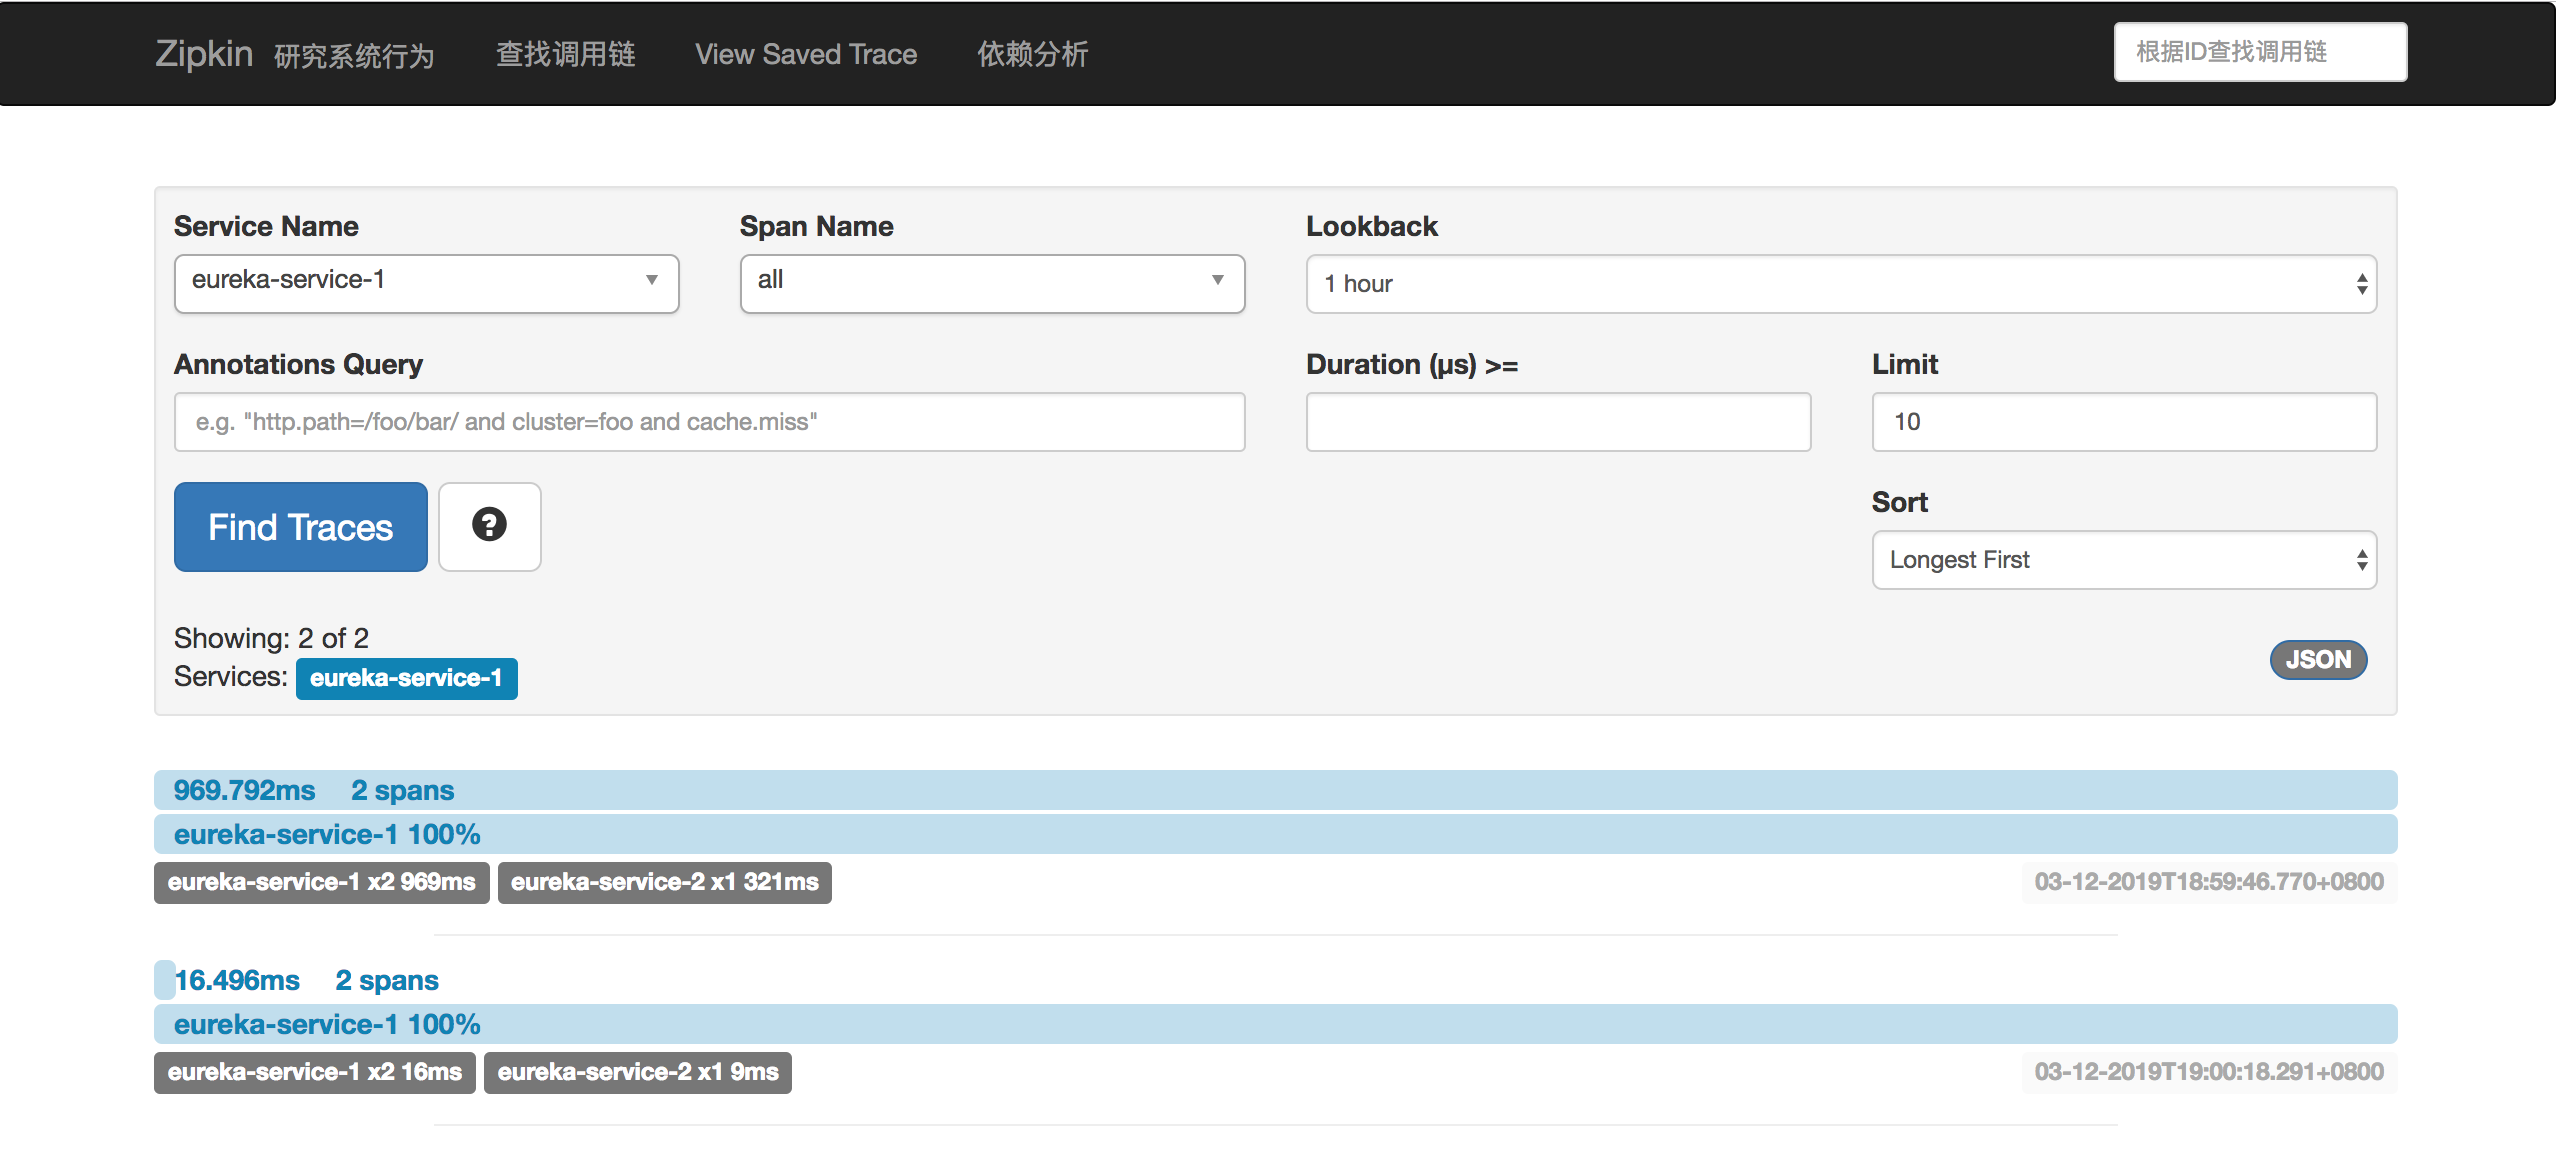 Zipkin 研究系统行为 查找调用链 View Saved Trace 依赖分析 根据ID查找调用链
Service Name Span Name Lookback
eureka-service-1 all 1 hour
Annotations Query Duration (µs) >= Limit
e.g. "http.path=/foo/bar/ and cluster=foo and cache.miss" 10
Find Traces ? Sort
Longest First
Showing: 2 of 2
Services: eureka-service-1 JSON
969.792ms 2 spans
eureka-service-1 100%
eureka-service-1 x2 969ms eureka-service-2 x1 321ms 03-12-2019T18:59:46.770+0800
16.496ms 2 spans
eureka-service-1 100%
eureka-service-1 x2 16ms eureka-service-2 x1 9ms 03-12-2019T19:00:18.291+0800